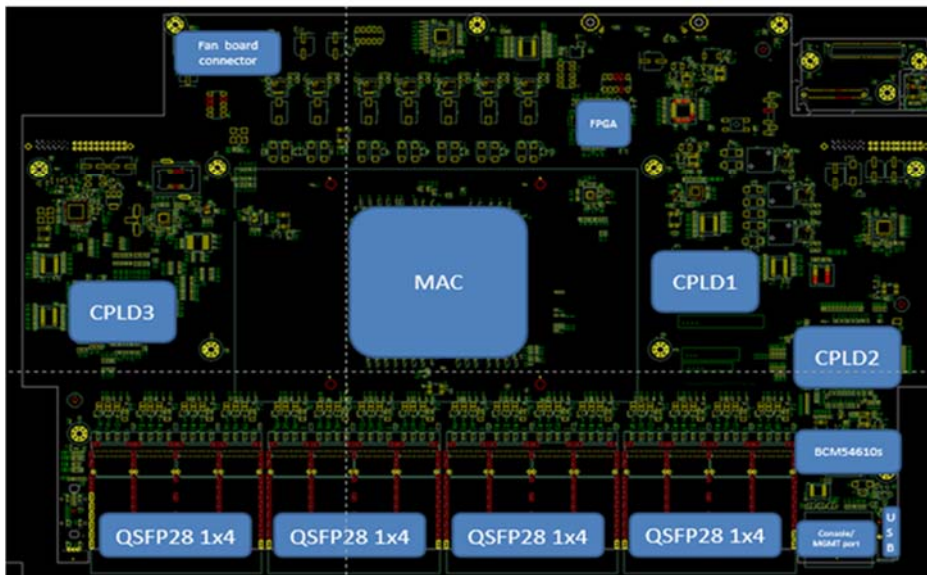 Fan board
connector
FPGA
MAC
CPLD1
CPLD3
CPLD2
BCM54610s
QSFP28 1x4
QSFP28 1x4
QSFP28 1x4
QSFP28 1x4
Console/
MGMT port
USB